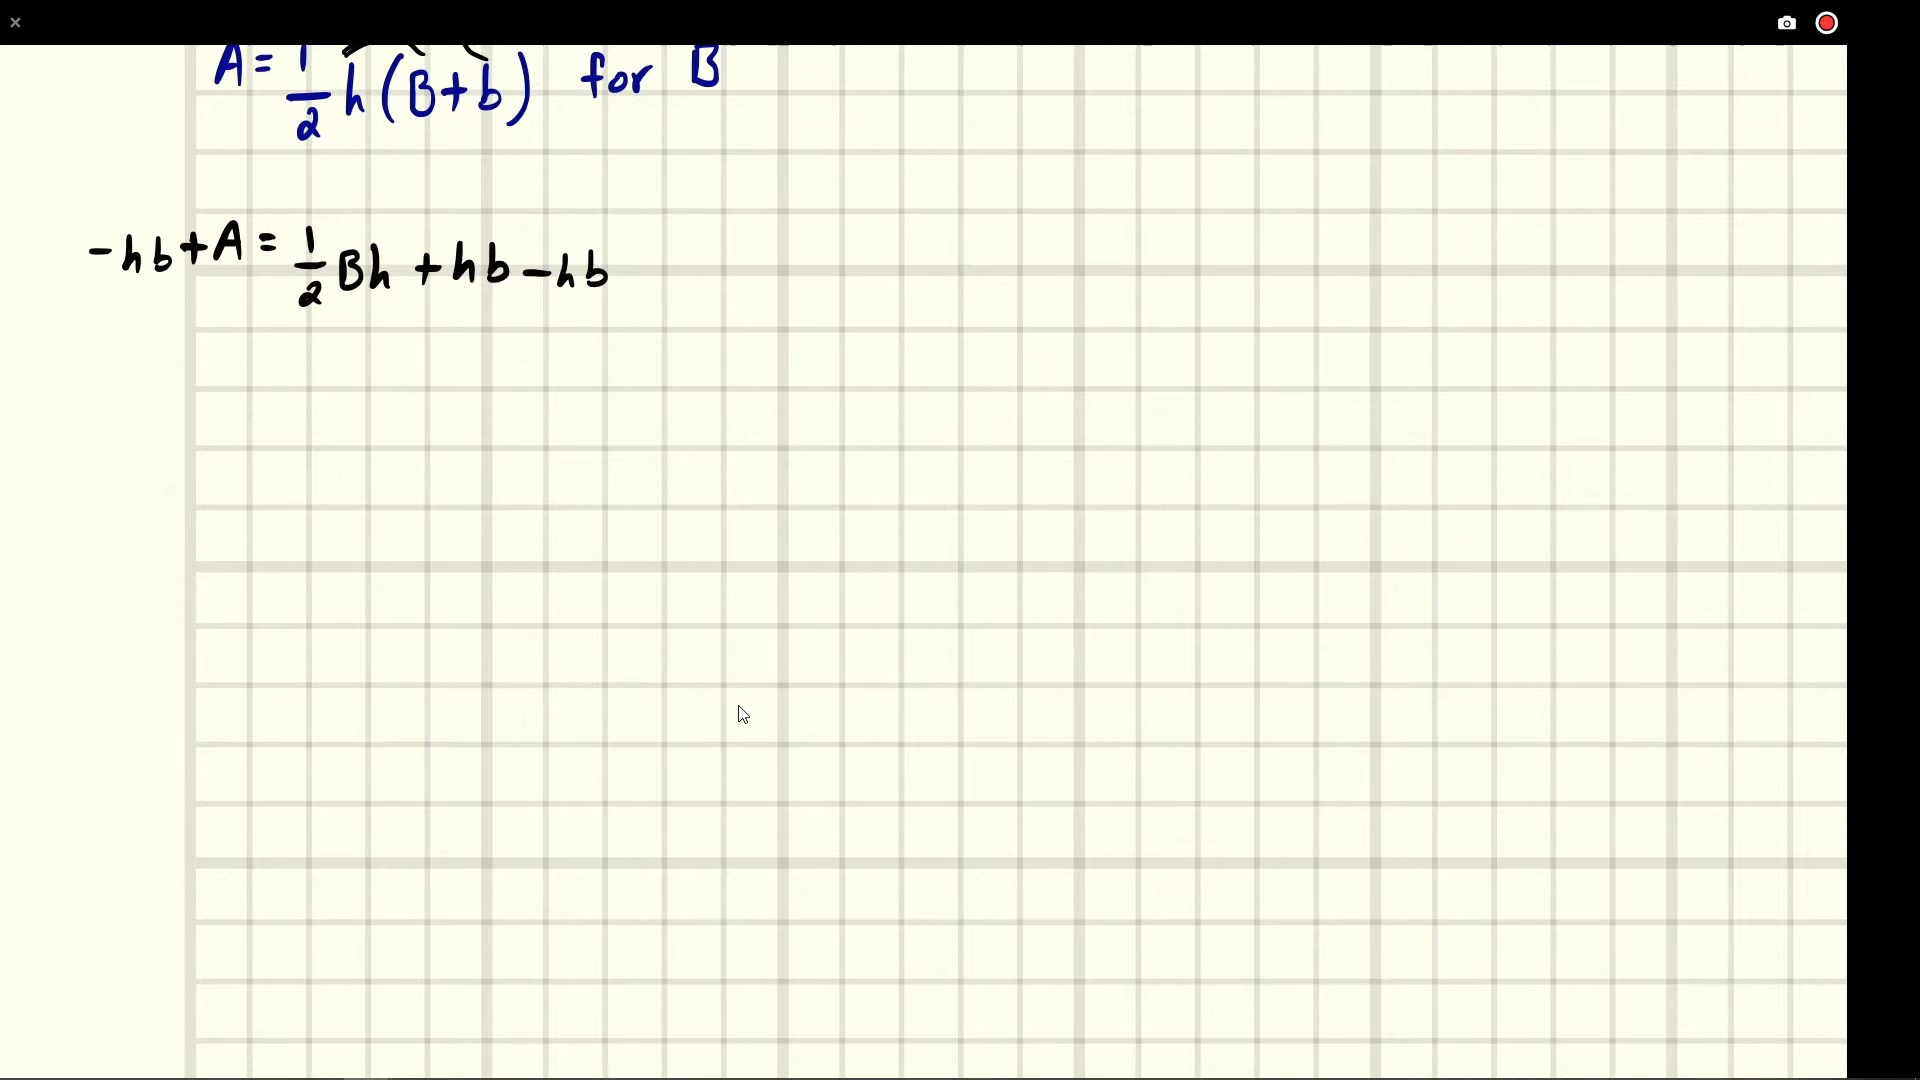 A = 1/2 h(B+b) for B
-hb+A = 1/2 Bh + hb - hb